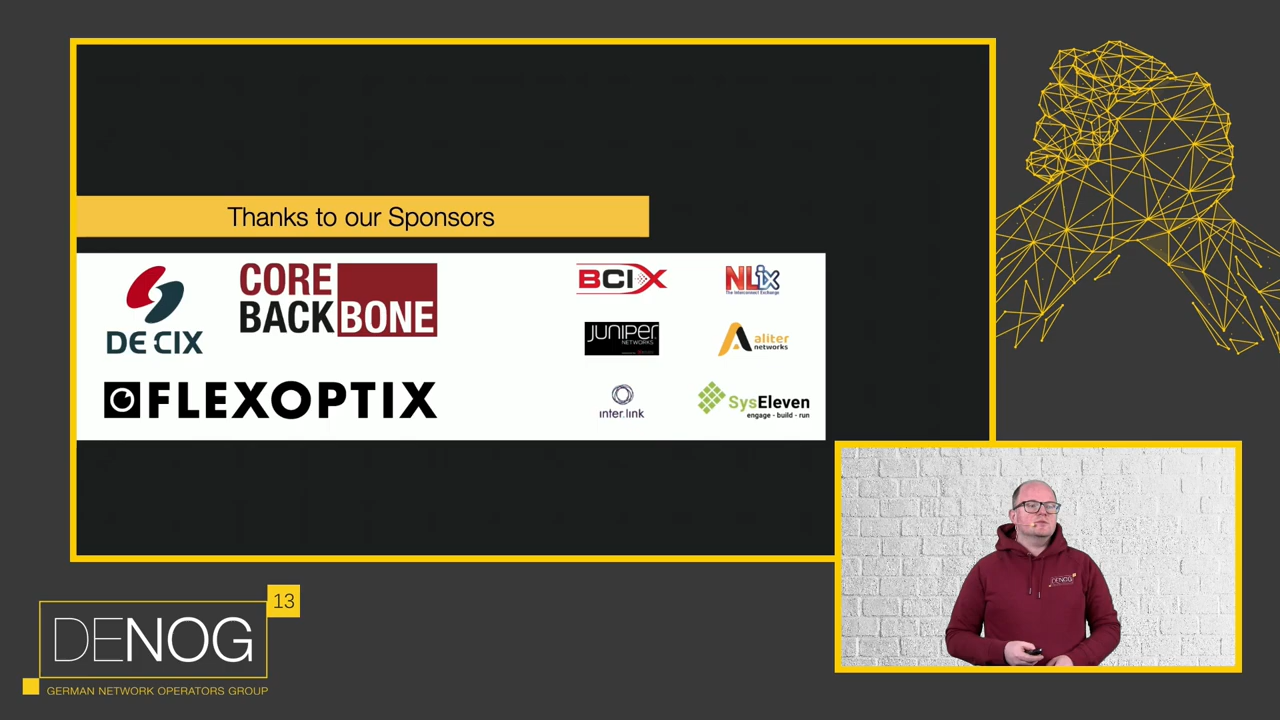 Thanks to our Sponsors
DE CIX
CORE
BACKBONE
FLEXOPTIX
BCIX
NLix
The Interconnect Exchange
JUNIPER
NETWORKS
aliter
networks
inter.link
SysEleven
engage - build - run
DENOG
13
DENOG
GERMAN NETWORK OPERATORS GROUP